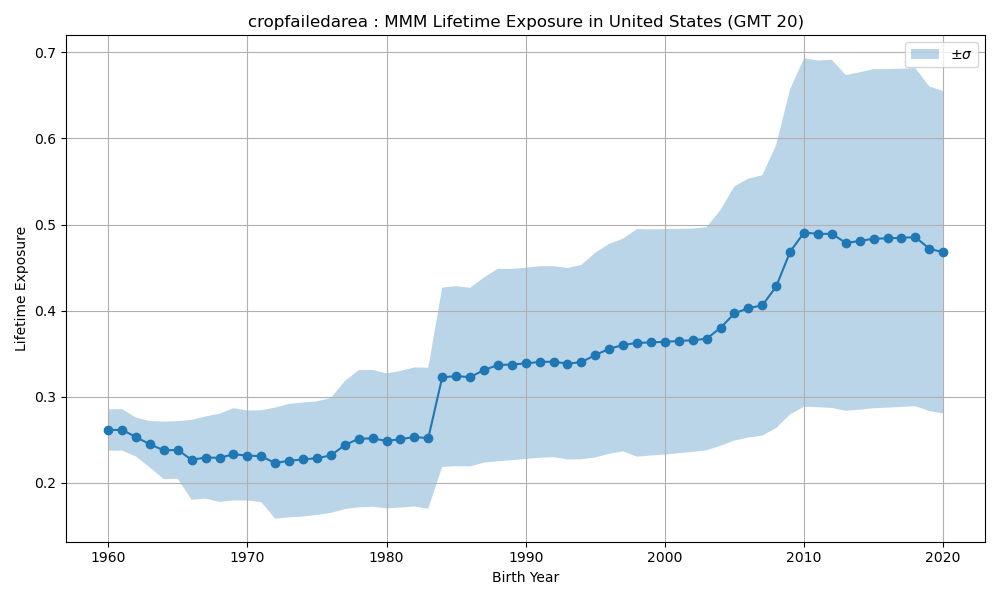 cropfailedarea : MMM Lifetime Exposure in United States (GMT 20)
±σ
0.7
0.6
0.5
0.4
0.3
0.2
Lifetime Exposure
1960 1970 1980 1990 2000 2010 2020
Birth Year